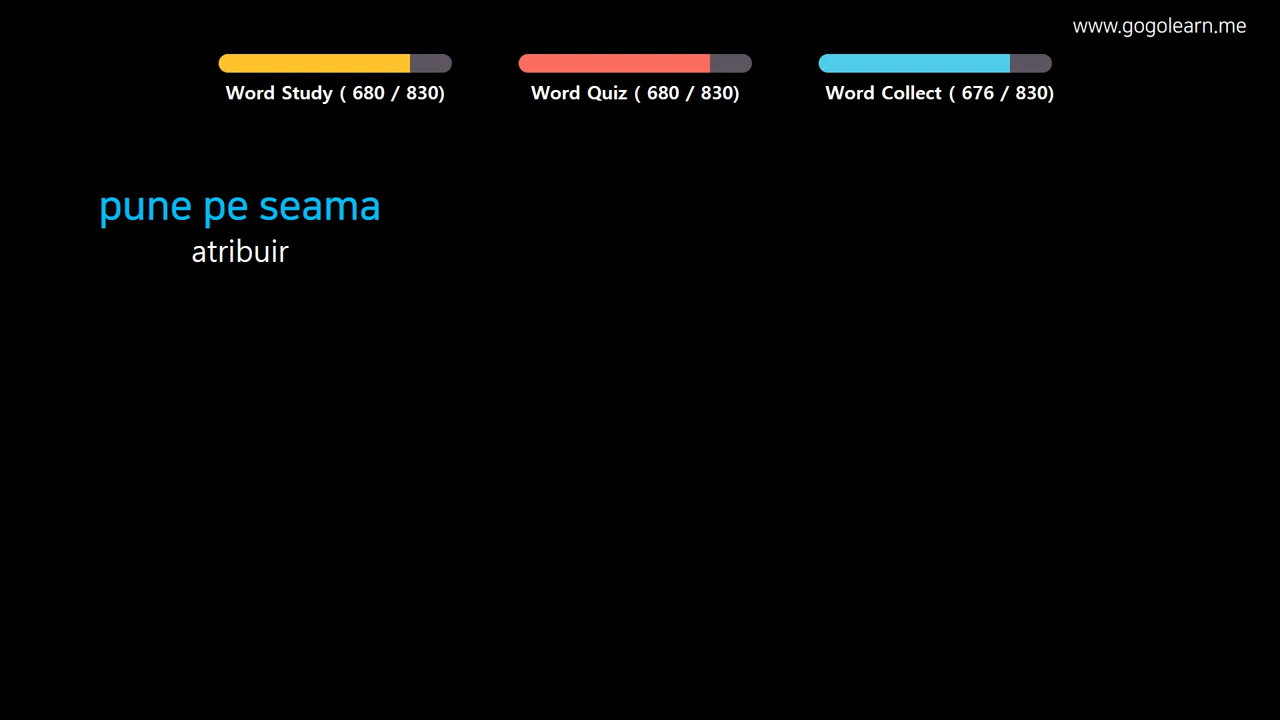 www.gogolearn.me
Word Study ( 680 / 830)
Word Quiz ( 680 / 830)
Word Collect ( 676 / 830)
pune pe seama
atribuir